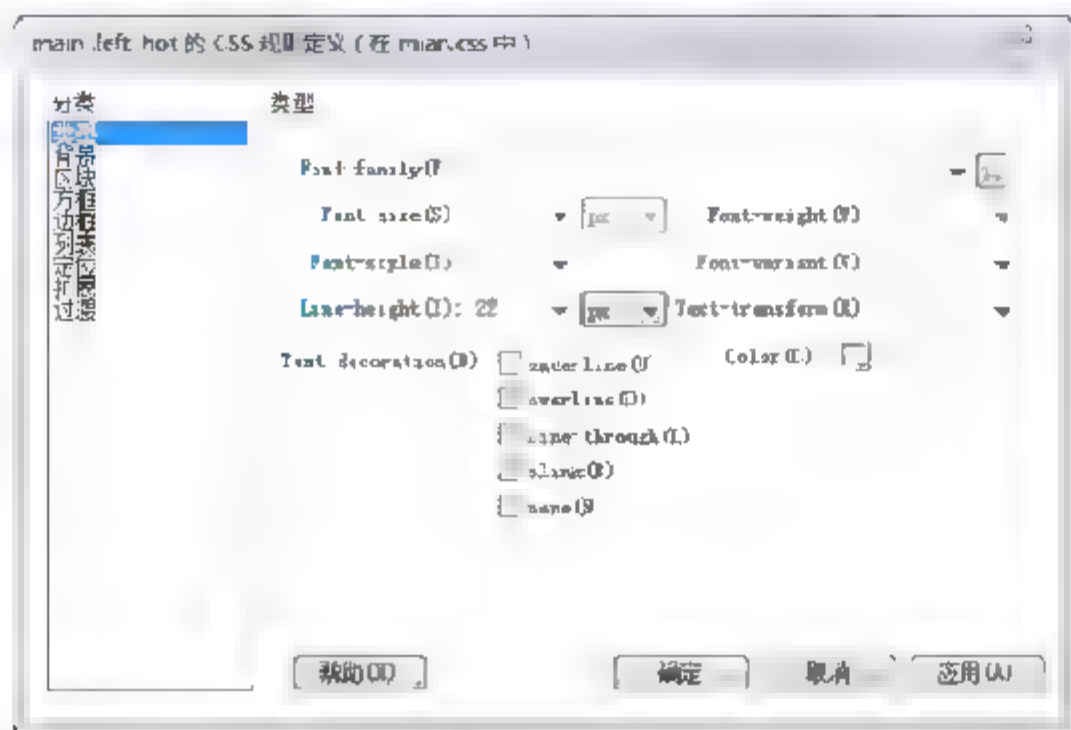 main .left .hot 的 CSS 规则定义（在 mian.css 中）
分类
类型
背景
区块
方框
边框
列表
定位
扩展
过渡
类型
Font-family(F)
Font-size(S) px Font-weight(W)
Font-style(T) Font-variant(V)
Line-height(I): px Text-transform(R)
Text-decoration(D) underline(U) Color(C)
overline(O)
line-through(L)
blink(B)
none(N)
帮助(H) 确定 取消 应用(A)